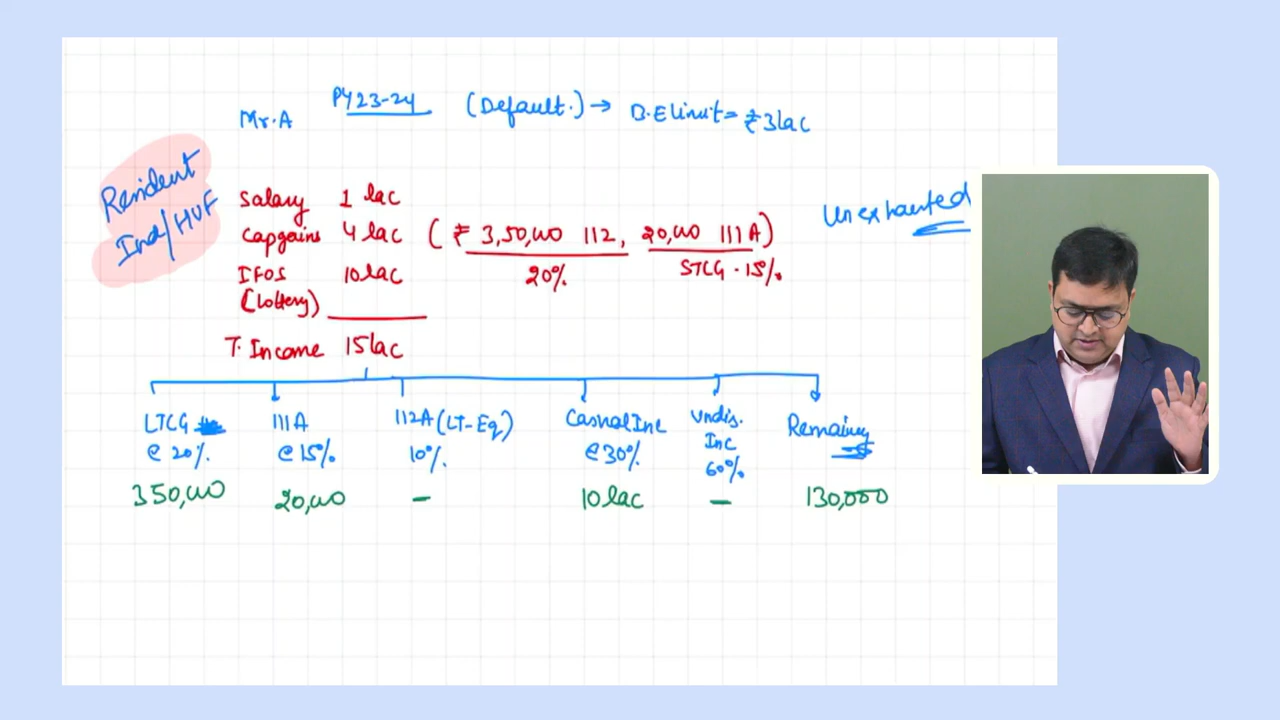 Mr.A PY23-24 (Default.) → B.E limit = ₹3lac
Resident
Ind/HUF
Unexhausted
Salary 1 lac
Capgains 4 lac ( ₹ 3,50,000 112, 20,000 111A)
20% STCG - 15%
IFOS 10lac
(Lottery)
T. Income 15lac
LTCG 111A 112A(LT-Eq) Casual Inc Undis. Remaining
Inc
@ 20%. @15% 10%. @30% 60%
350,000 20,000 – 10 lac – 130,000